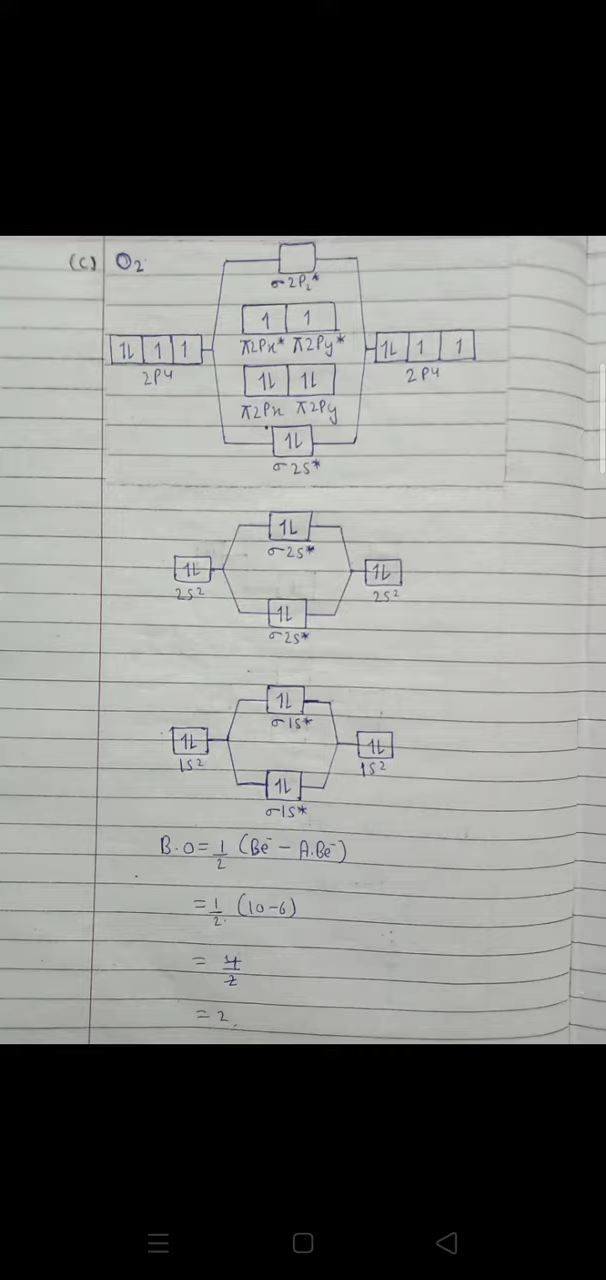 (C) O₂
σ2P₂*
1L 1 1
1 1
1L 1 1
2P4
π2Px* π2Py*
2P4
1L 1L
π2Px π2Py
1L
σ2S*
1L
σ2S*
1L
1L
2S²
2S²
1L
σ2S*
1L
σ1S*
1L
1L
1S²
1S²
1L
σ1S*
B.O = 1/2 (Be⁻ – A.Be⁻)
= 1/2 (10-6)
= 4/2
= 2.